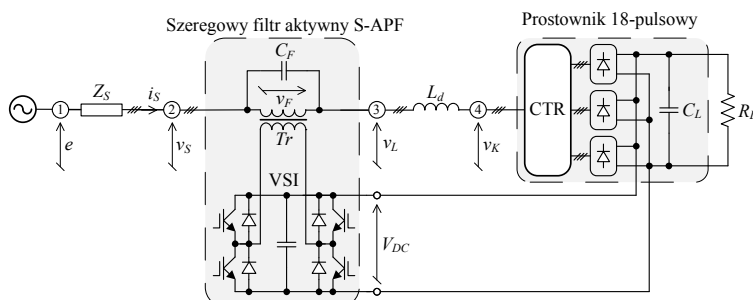 Szeregowy filtr aktywny S-APF
Prostownik 18-pulsowy
C_F
v_F
Z_S
i_S
1
2
3
L_d
4
CTR
C_L
R_L
e
v_S
Tr
v_L
v_K
VSI
V_DC